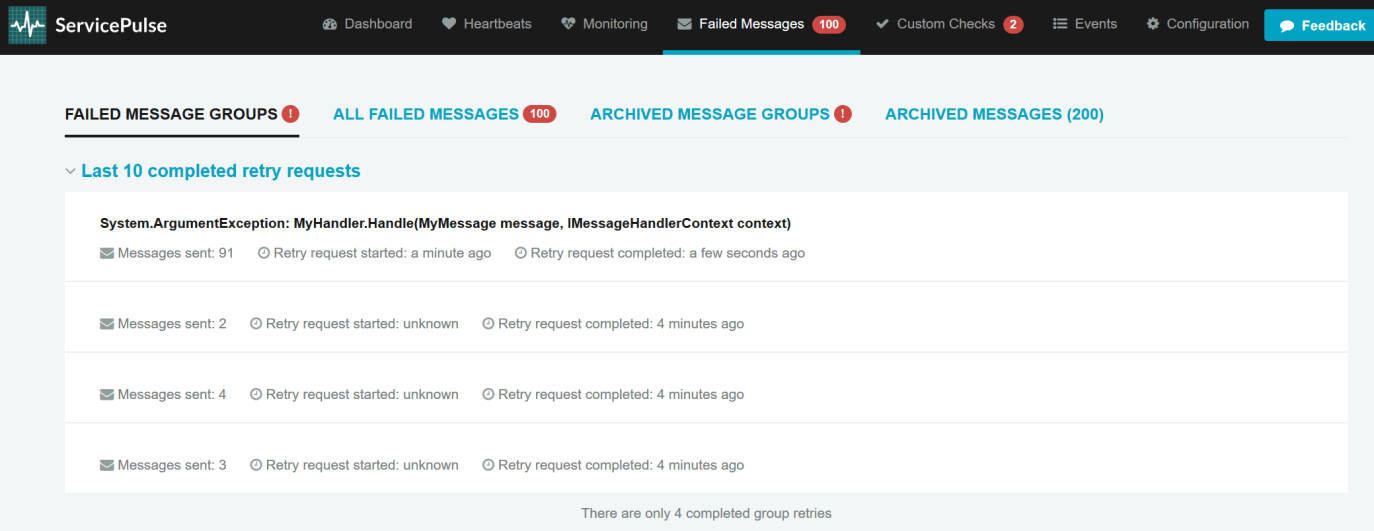 ServicePulse Dashboard Heartbeats Monitoring Failed Messages 100 Custom Checks 2 Events Configuration Feedback
FAILED MESSAGE GROUPS ! ALL FAILED MESSAGES 100 ARCHIVED MESSAGE GROUPS ! ARCHIVED MESSAGES (200)
Last 10 completed retry requests
System.ArgumentException: MyHandler.Handle(MyMessage message, IMessageHandlerContext context)
Messages sent: 91 Retry request started: a minute ago Retry request completed: a few seconds ago
Messages sent: 2 Retry request started: unknown Retry request completed: 4 minutes ago
Messages sent: 4 Retry request started: unknown Retry request completed: 4 minutes ago
Messages sent: 3 Retry request started: unknown Retry request completed: 4 minutes ago
There are only 4 completed group retries